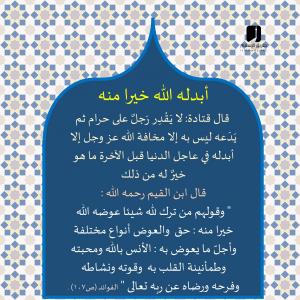 أبدله الله خيرا منه
قال قتادة: لا يَقْدِر رَجلٌ على حرام ثم
يَدَعه ليس به إلا مخافة الله عز وجل إلا
أبدله في عاجل الدنيا قبل الآخرة ما هو
خيرٌ له من ذلك
قال ابن القيم رحمه الله :
" وقولهم من ترك لله شيئا عوضه الله
خيرا منه : حق والعوض أنواع مختلفة
وأجلّ ما يعوض به : الأنس بالله ومحبته
وطمأنينة القلب به وقوته ونشاطه
وفرحه ورضاه عن ربه تعالى " الفوائد (ص١٠٧).